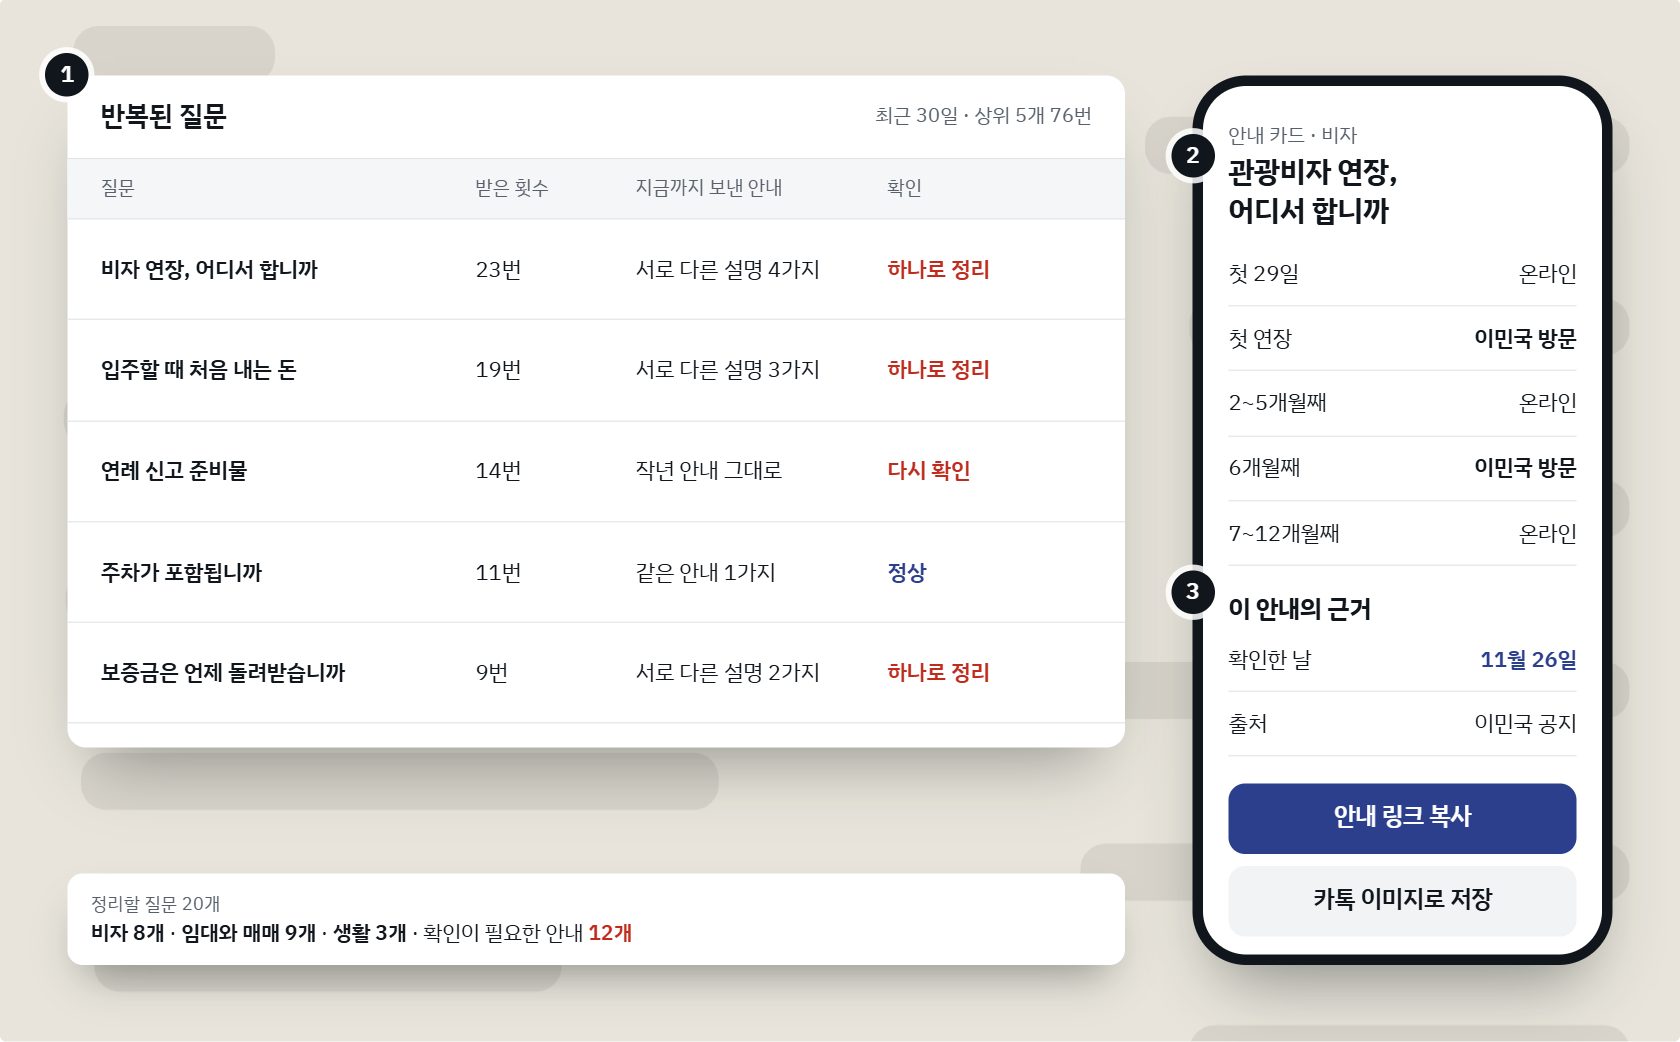 1
반복된 질문
최근 30일 · 상위 5개 76번
질문 받은 횟수 지금까지 보낸 안내 확인
비자 연장, 어디서 합니까 23번 서로 다른 설명 4가지 하나로 정리
입주할 때 처음 내는 돈 19번 서로 다른 설명 3가지 하나로 정리
연례 신고 준비물 14번 작년 안내 그대로 다시 확인
주차가 포함됩니까 11번 같은 안내 1가지 정상
보증금은 언제 돌려받습니까 9번 서로 다른 설명 2가지 하나로 정리
정리할 질문 20개
비자 8개 · 임대와 매매 9개 · 생활 3개 · 확인이 필요한 안내 12개
2
안내 카드 · 비자
관광비자 연장,
어디서 합니까
첫 29일 온라인
첫 연장 이민국 방문
2~5개월째 온라인
6개월째 이민국 방문
7~12개월째 온라인
3
이 안내의 근거
확인한 날 11월 26일
출처 이민국 공지
안내 링크 복사
카톡 이미지로 저장